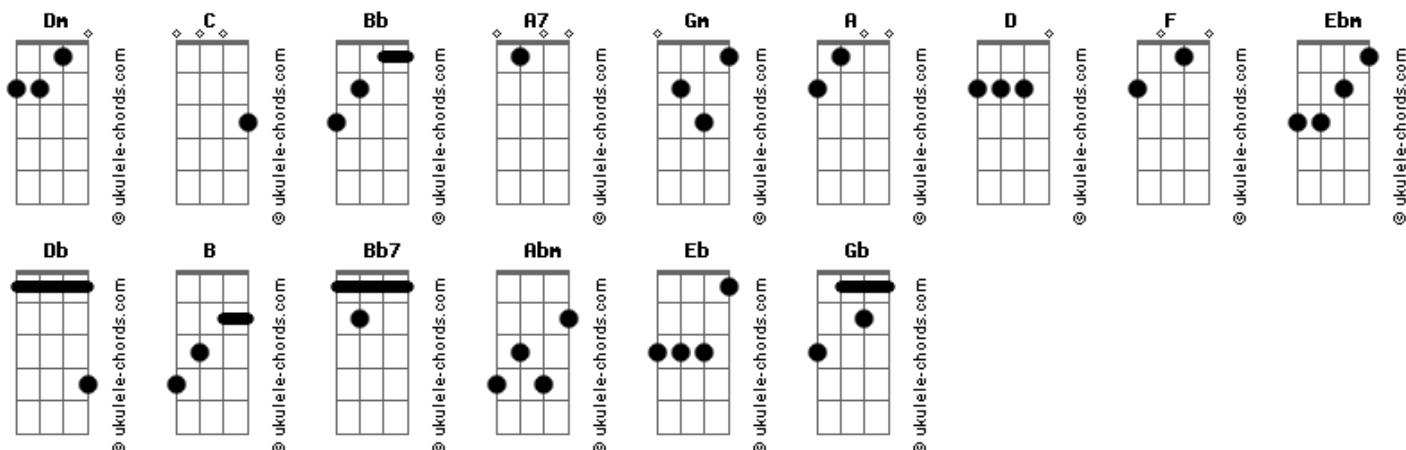 Dm C Bb A7 Gm A D F Ebm
© ukulele-chords.com © ukulele-chords.com © ukulele-chords.com © ukulele-chords.com © ukulele-chords.com © ukulele-chords.com © ukulele-chords.com © ukulele-chords.com © ukulele-chords.com
Db B Bb7 Abm Eb Gb
© ukulele-chords.com © ukulele-chords.com © ukulele-chords.com © ukulele-chords.com © ukulele-chords.com © ukulele-chords.com